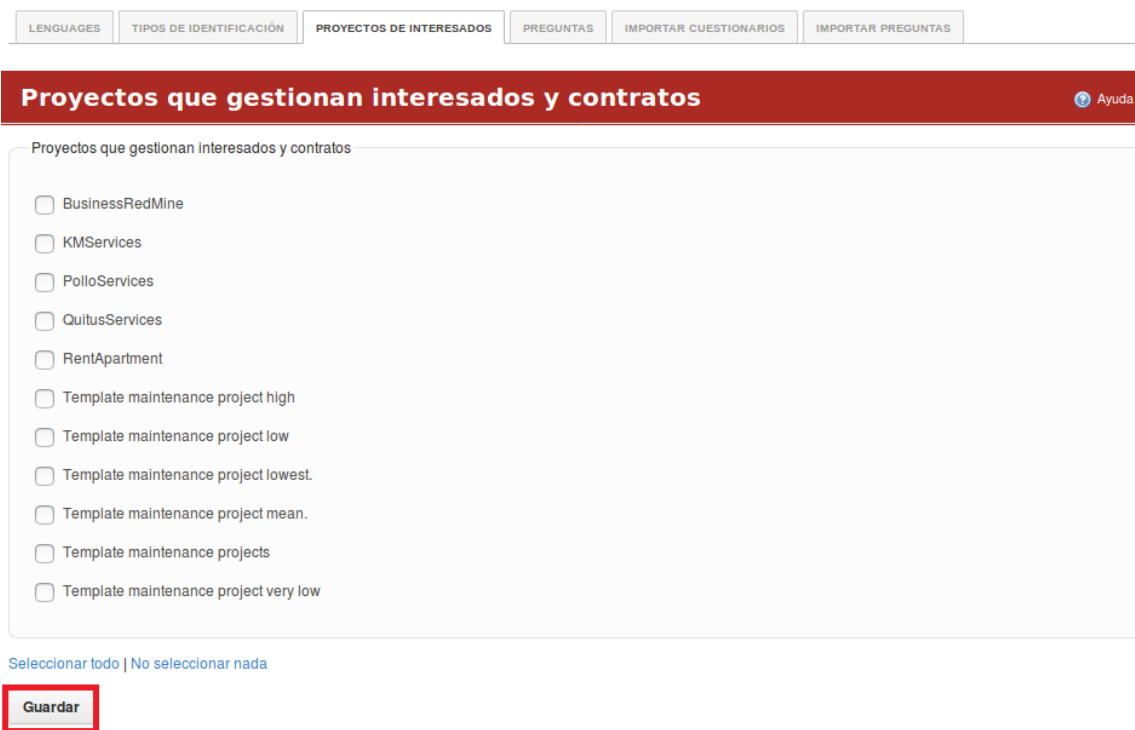 LENGUAGES TIPOS DE IDENTIFICACIÓN PROYECTOS DE INTERESADOS PREGUNTAS IMPORTAR CUESTIONARIOS IMPORTAR PREGUNTAS
Proyectos que gestionan interesados y contratos Ayuda
Proyectos que gestionan interesados y contratos
BusinessRedMine
KMServices
PolloServices
QuitusServices
RentApartment
Template maintenance project high
Template maintenance project low
Template maintenance project lowest.
Template maintenance project mean.
Template maintenance projects
Template maintenance project very low
Seleccionar todo | No seleccionar nada
Guardar